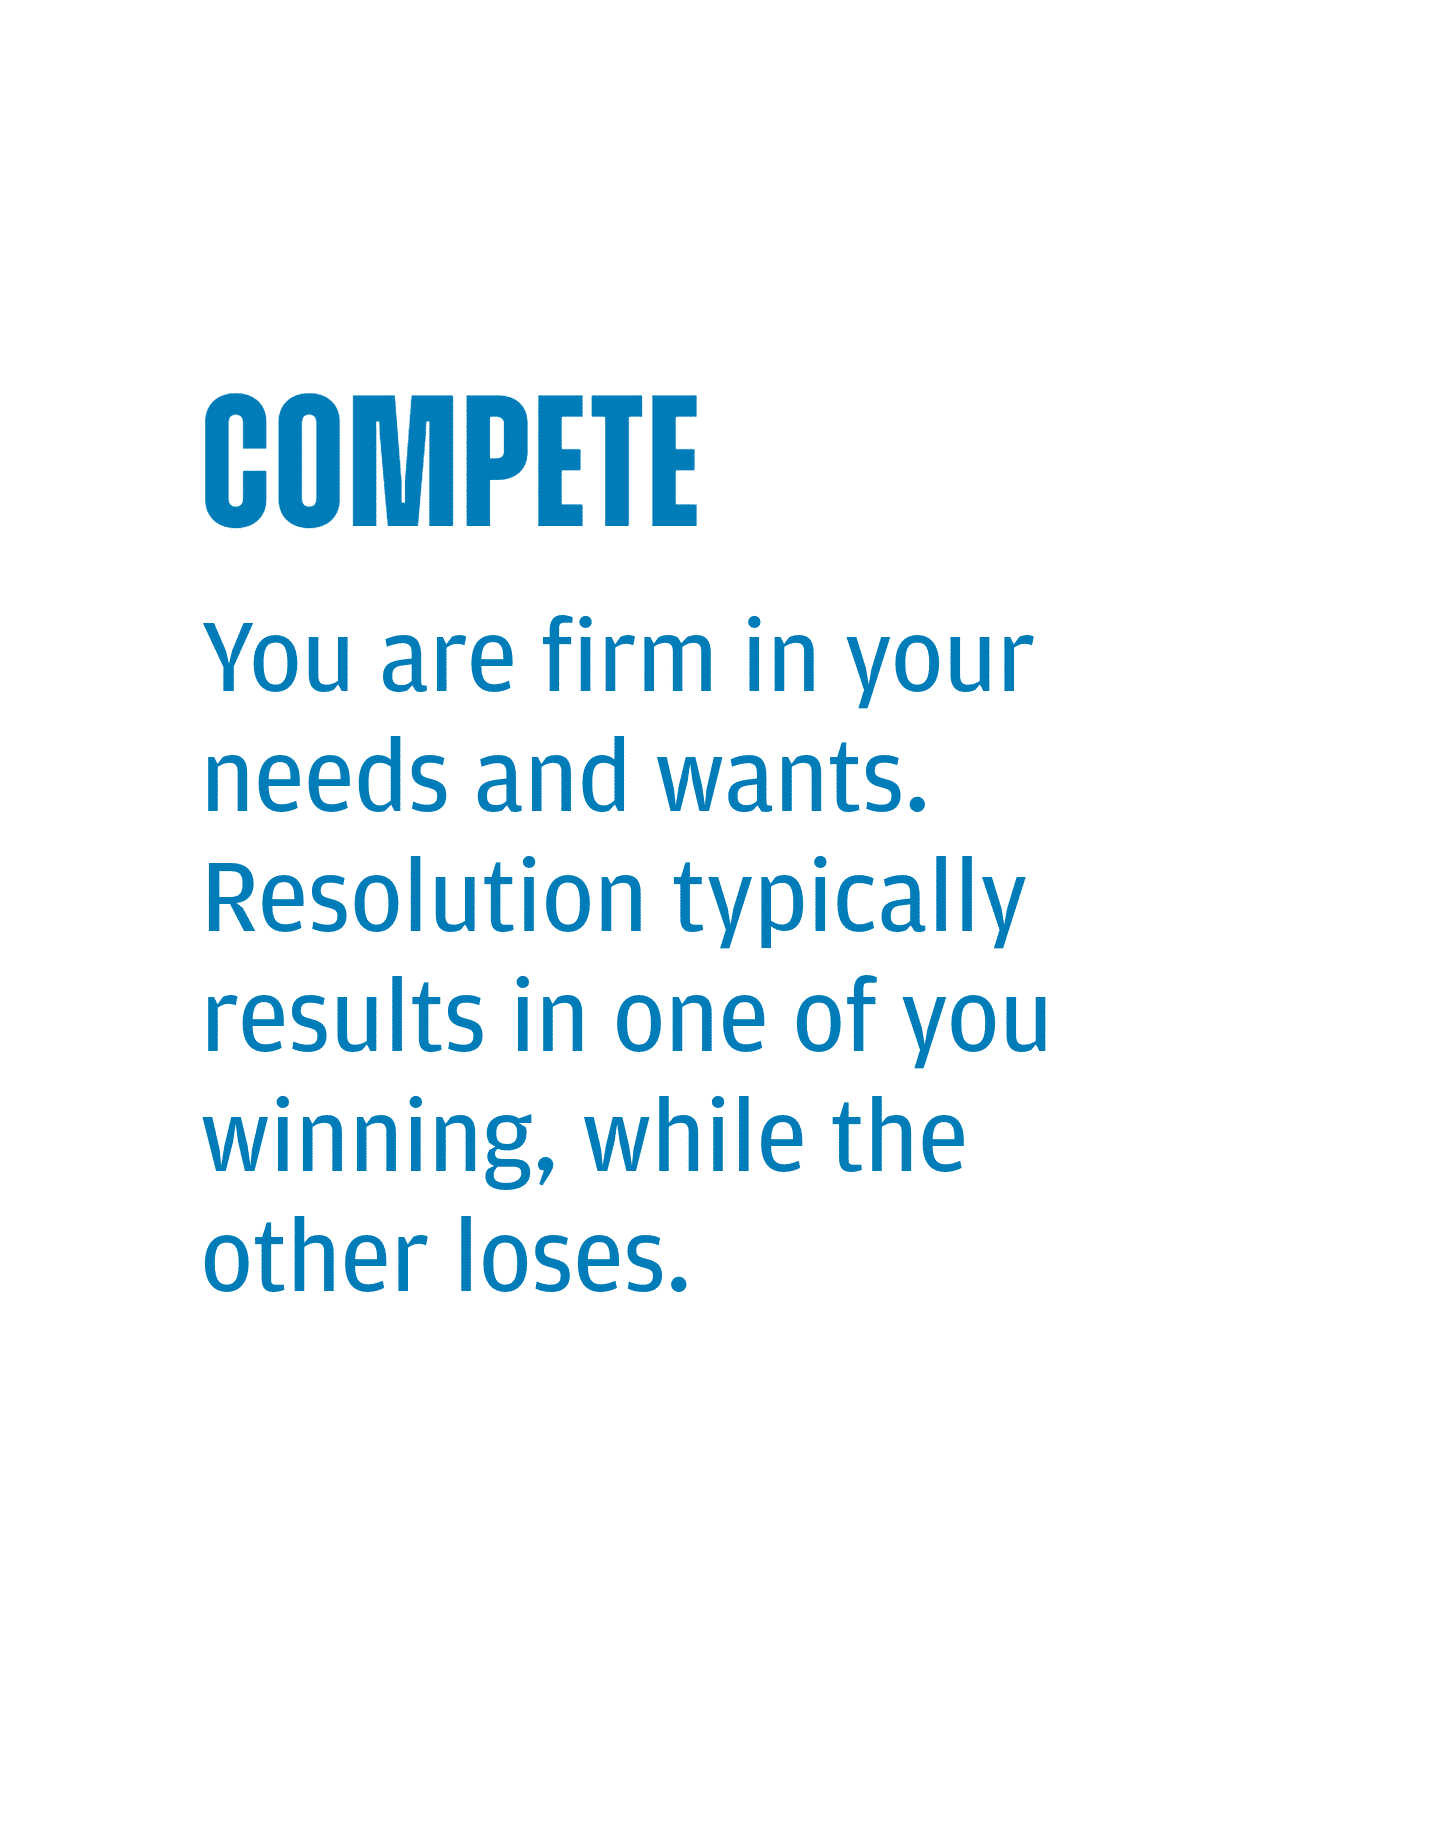 COMPETE
You are firm in your
needs and wants.
Resolution typically
results in one of you
winning, while the
other loses.